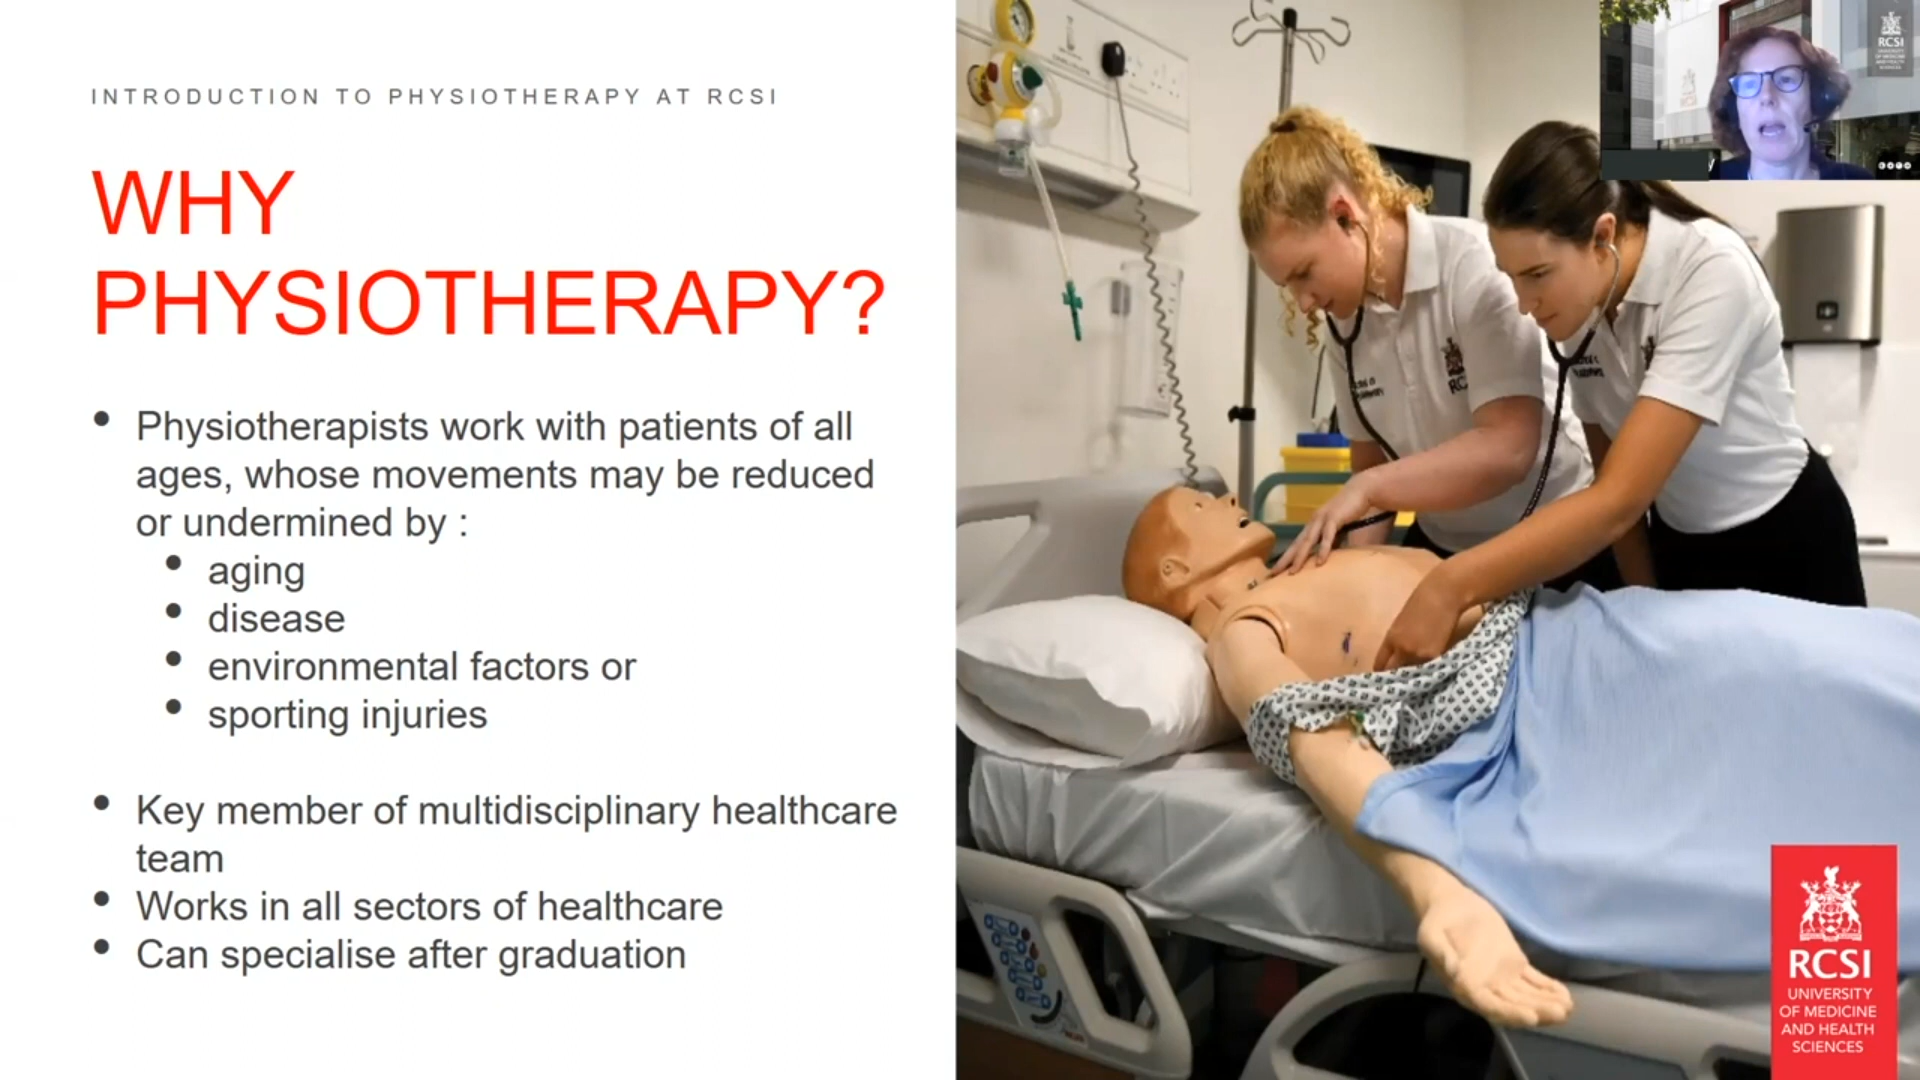 INTRODUCTION TO PHYSIOTHERAPY AT RCSI
WHY
PHYSIOTHERAPY?
• Physiotherapists work with patients of all
ages, whose movements may be reduced
or undermined by :
• aging
• disease
• environmental factors or
• sporting injuries
• Key member of multidisciplinary healthcare
team
• Works in all sectors of healthcare
• Can specialise after graduation
RCSI
RCSI
UNIVERSITY
OF MEDICINE
AND HEALTH
SCIENCES